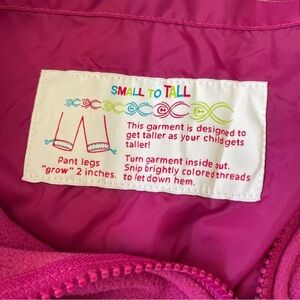 SMALL TO TALL
This garment is designed to
get taller as your child gets
taller!
Pant legs
"grow" 2 inches.
Turn garment inside out.
Snip brightly colored threads
to let down hem.